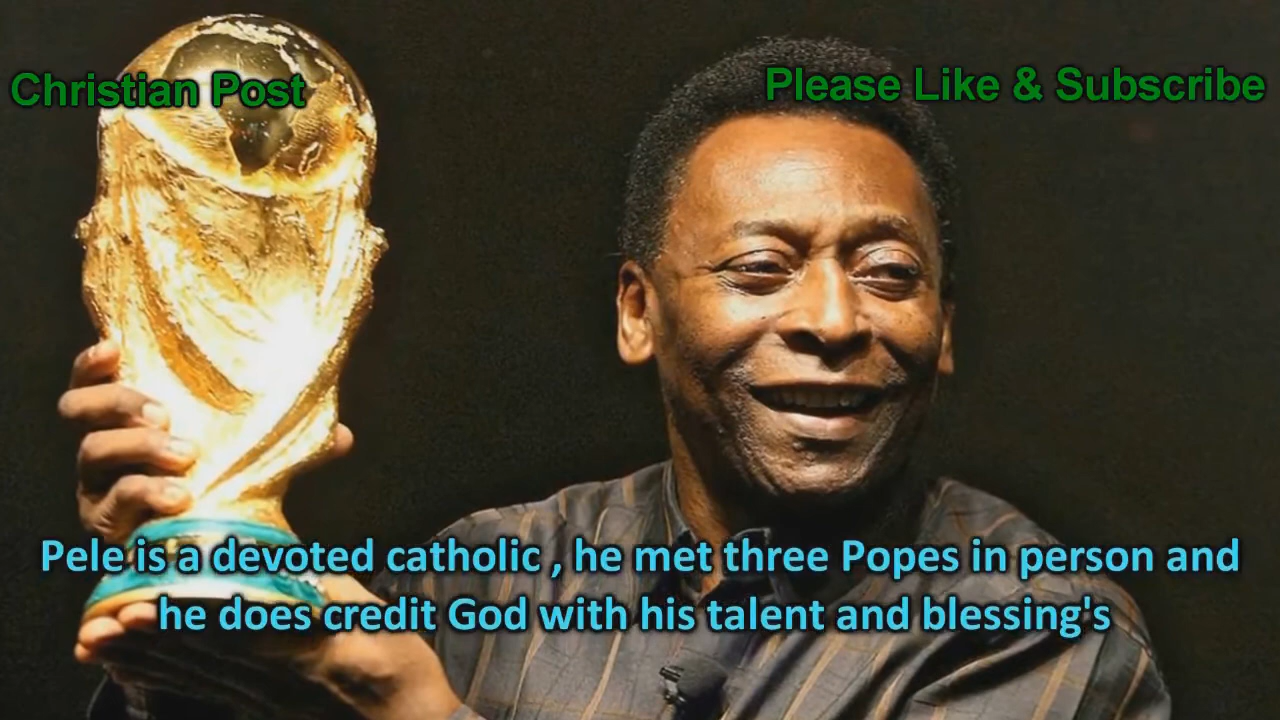 Christian Post
Please Like & Subscribe
Pele is a devoted catholic , he met three Popes in person and
he does credit God with his talent and blessing's